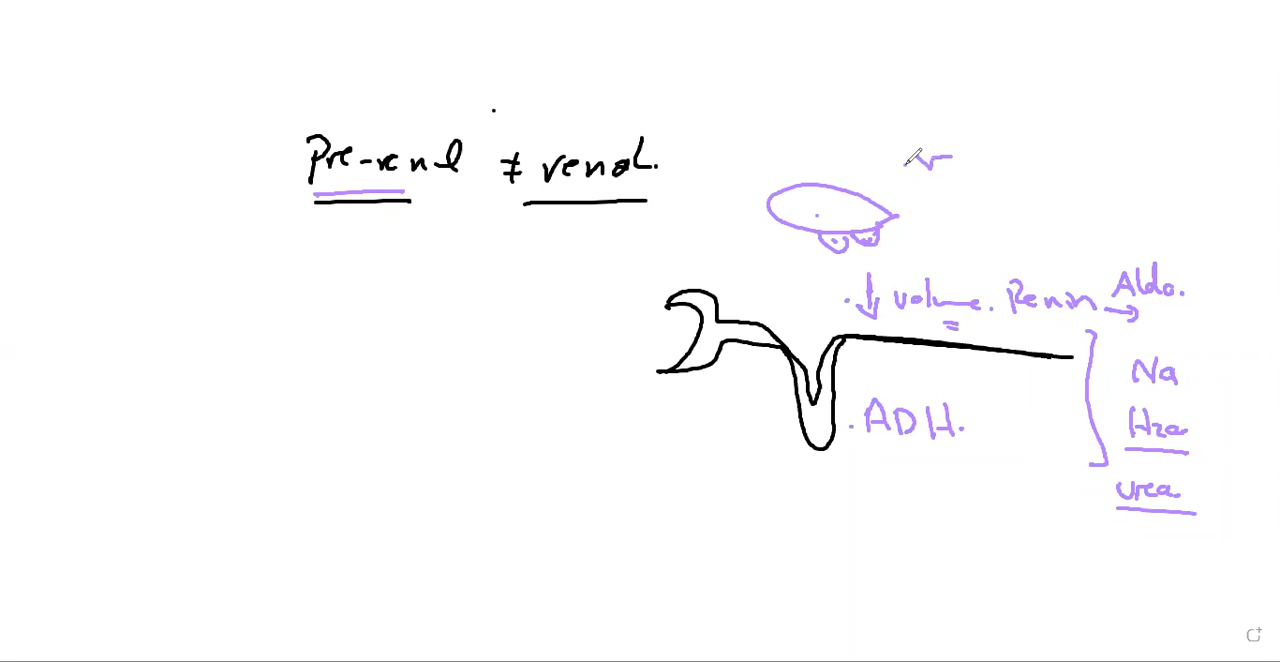 Pre-renal ≠ renal.
↓ volume. Renin → Aldo.
Na
. ADH. H2o
urea